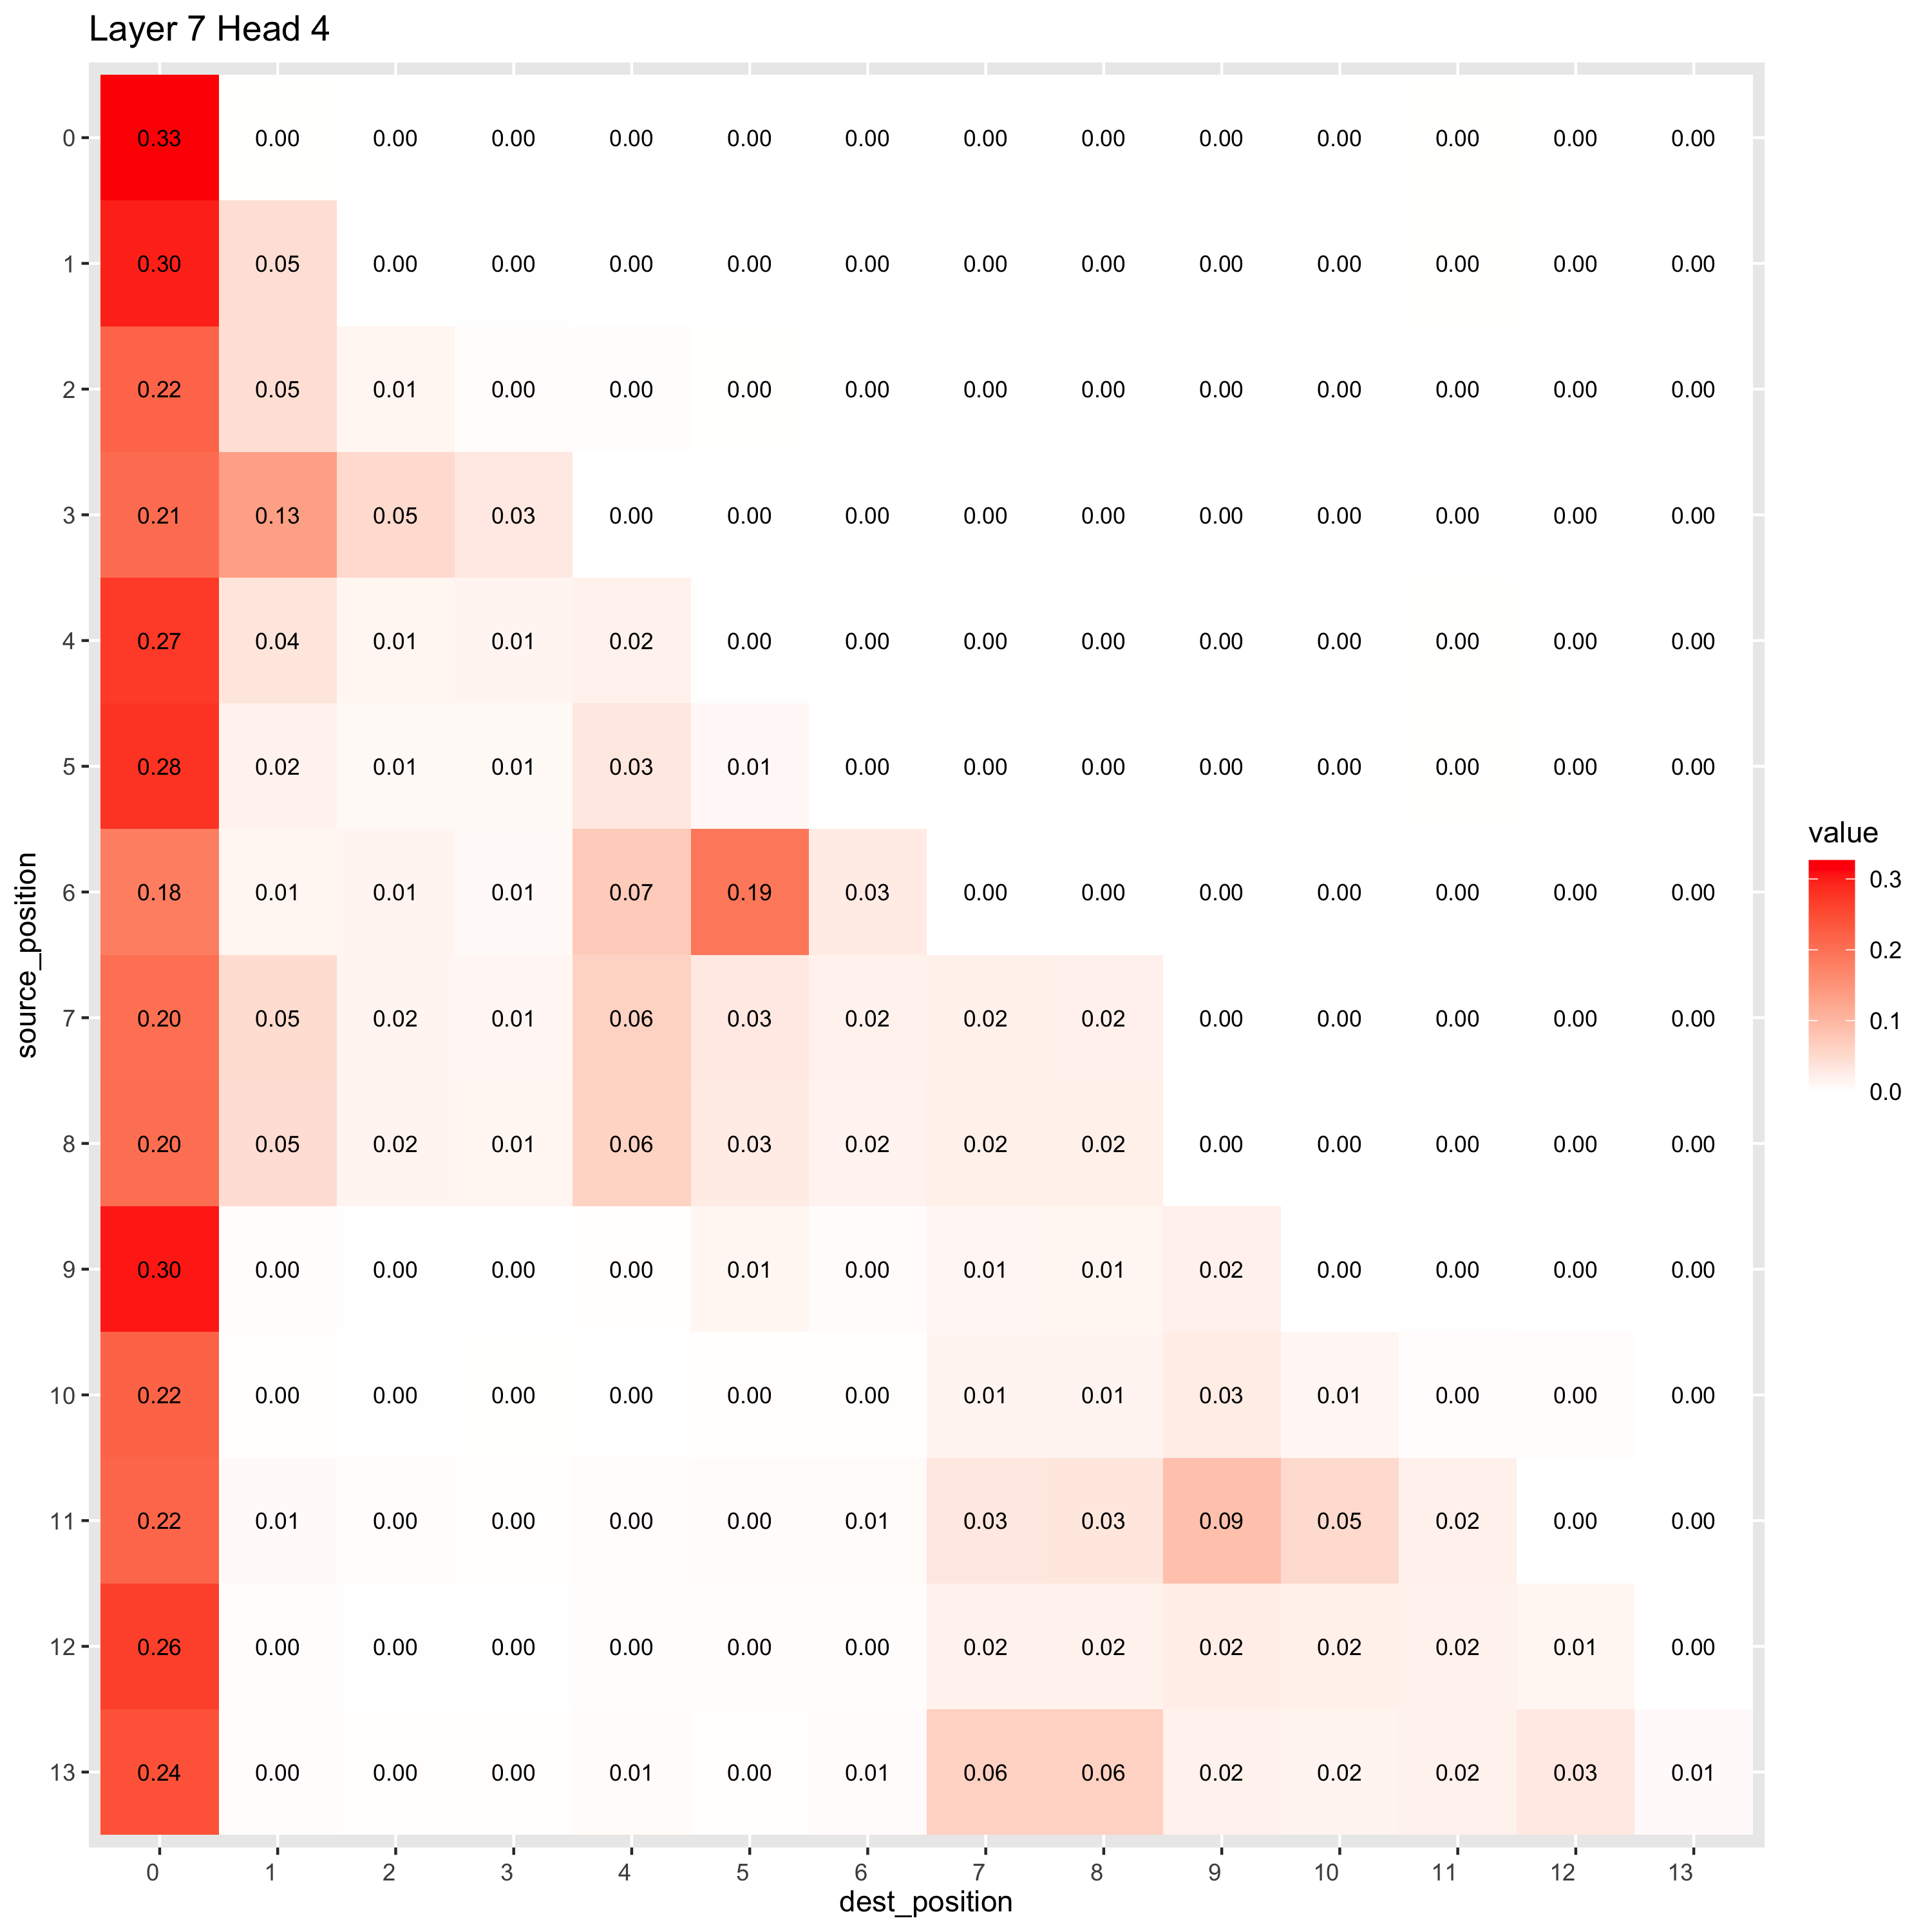 Layer 7 Head 4
0 0.33 0.00 0.00 0.00 0.00 0.00 0.00 0.00 0.00 0.00 0.00 0.00 0.00 0.00
1 0.30 0.05 0.00 0.00 0.00 0.00 0.00 0.00 0.00 0.00 0.00 0.00 0.00 0.00
2 0.22 0.05 0.01 0.00 0.00 0.00 0.00 0.00 0.00 0.00 0.00 0.00 0.00 0.00
3 0.21 0.13 0.05 0.03 0.00 0.00 0.00 0.00 0.00 0.00 0.00 0.00 0.00 0.00
4 0.27 0.04 0.01 0.01 0.02 0.00 0.00 0.00 0.00 0.00 0.00 0.00 0.00 0.00
5 0.28 0.02 0.01 0.01 0.03 0.01 0.00 0.00 0.00 0.00 0.00 0.00 0.00 0.00
6 0.18 0.01 0.01 0.01 0.07 0.19 0.03 0.00 0.00 0.00 0.00 0.00 0.00 0.00
7 0.20 0.05 0.02 0.01 0.06 0.03 0.02 0.02 0.02 0.00 0.00 0.00 0.00 0.00
8 0.20 0.05 0.02 0.01 0.06 0.03 0.02 0.02 0.02 0.00 0.00 0.00 0.00 0.00
9 0.30 0.00 0.00 0.00 0.00 0.01 0.00 0.01 0.01 0.02 0.00 0.00 0.00 0.00
10 0.22 0.00 0.00 0.00 0.00 0.00 0.00 0.01 0.01 0.03 0.01 0.00 0.00 0.00
11 0.22 0.01 0.00 0.00 0.00 0.00 0.01 0.03 0.03 0.09 0.05 0.02 0.00 0.00
12 0.26 0.00 0.00 0.00 0.00 0.00 0.00 0.02 0.02 0.02 0.02 0.02 0.01 0.00
13 0.24 0.00 0.00 0.00 0.01 0.00 0.01 0.06 0.06 0.02 0.02 0.02 0.03 0.01
0 1 2 3 4 5 6 7 8 9 10 11 12 13
dest_position
source_position
value
0.3
0.2
0.1
0.0